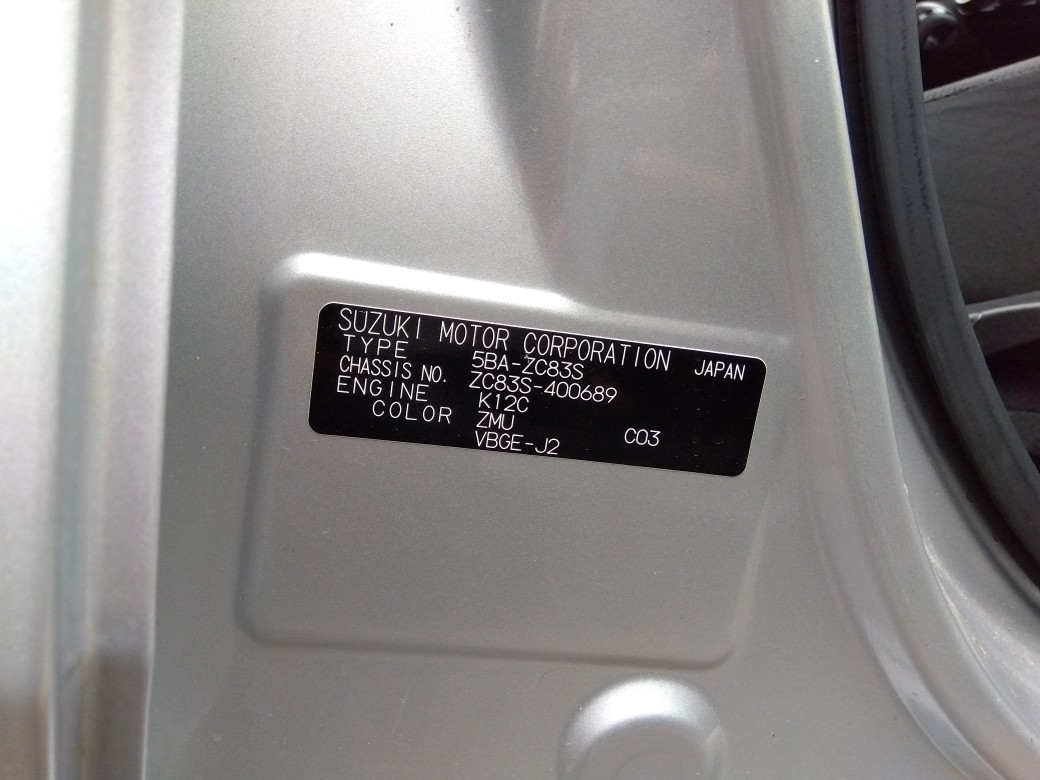 SUZUKI MOTOR CORPORATION JAPAN
TYPE 5BA-ZC83S
CHASSIS NO. ZC83S-400689
ENGINE K12C
COLOR ZMU C03
VBGE-J2